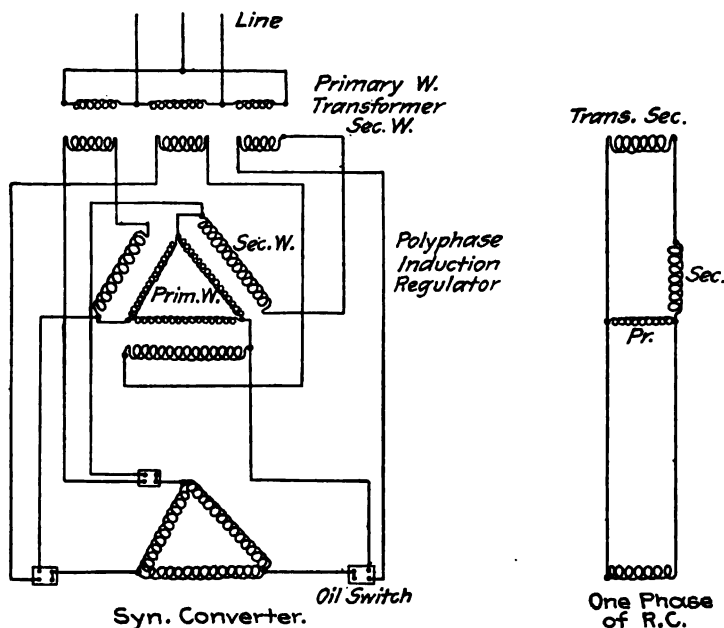 Line
Primary W.
Transformer
Sec. W.
Sec. W.
Prim. W.
Polyphase
Induction
Regulator
Oil Switch
Syn. Converter.
Trans. Sec.
Sec.
Pr.
One Phase
of R.C.